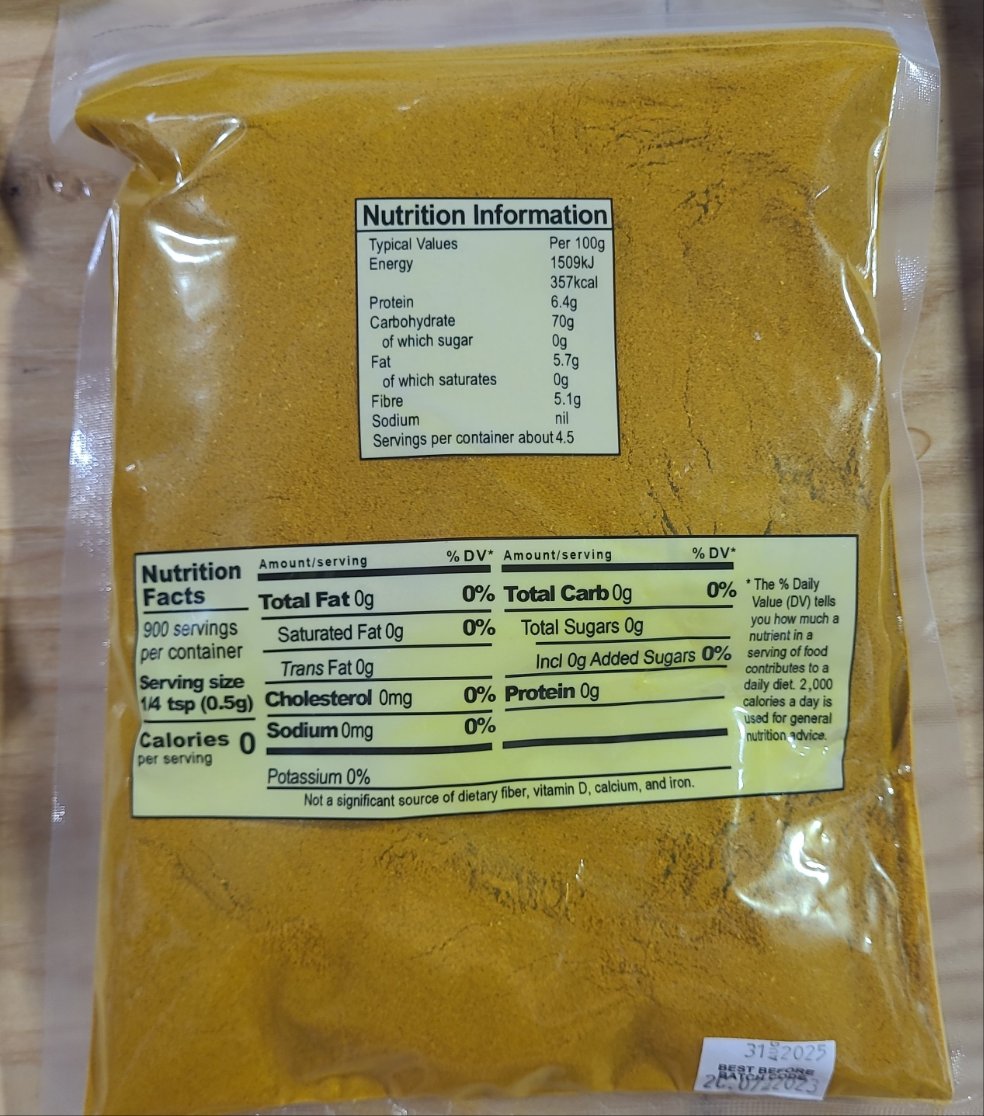 Nutrition Information
Typical Values Per 100g
Energy 1509kJ
357kcal
Protein 6.4g
Carbohydrate 70g
of which sugar 0g
Fat 5.7g
of which saturates 0g
Fibre 5.1g
Sodium nil
Servings per container about 4.5
Nutrition
Facts
900 servings
per container
Serving size
1/4 tsp (0.5g)
Calories 0
per serving
Amount/serving % DV*
Total Fat 0g 0%
Saturated Fat 0g 0%
Trans Fat 0g
Cholesterol 0mg 0%
Sodium 0mg 0%
Amount/serving % DV*
Total Carb 0g 0%
Total Sugars 0g
Incl 0g Added Sugars 0%
Protein 0g
Potassium 0%
Not a significant source of dietary fiber, vitamin D, calcium, and iron.
* The % Daily
Value (DV) tells
you how much a
nutrient in a
serving of food
contributes to a
daily diet. 2,000
calories a day is
used for general
nutrition advice.
31 2025
BEST BEFORE
BATCH CODE